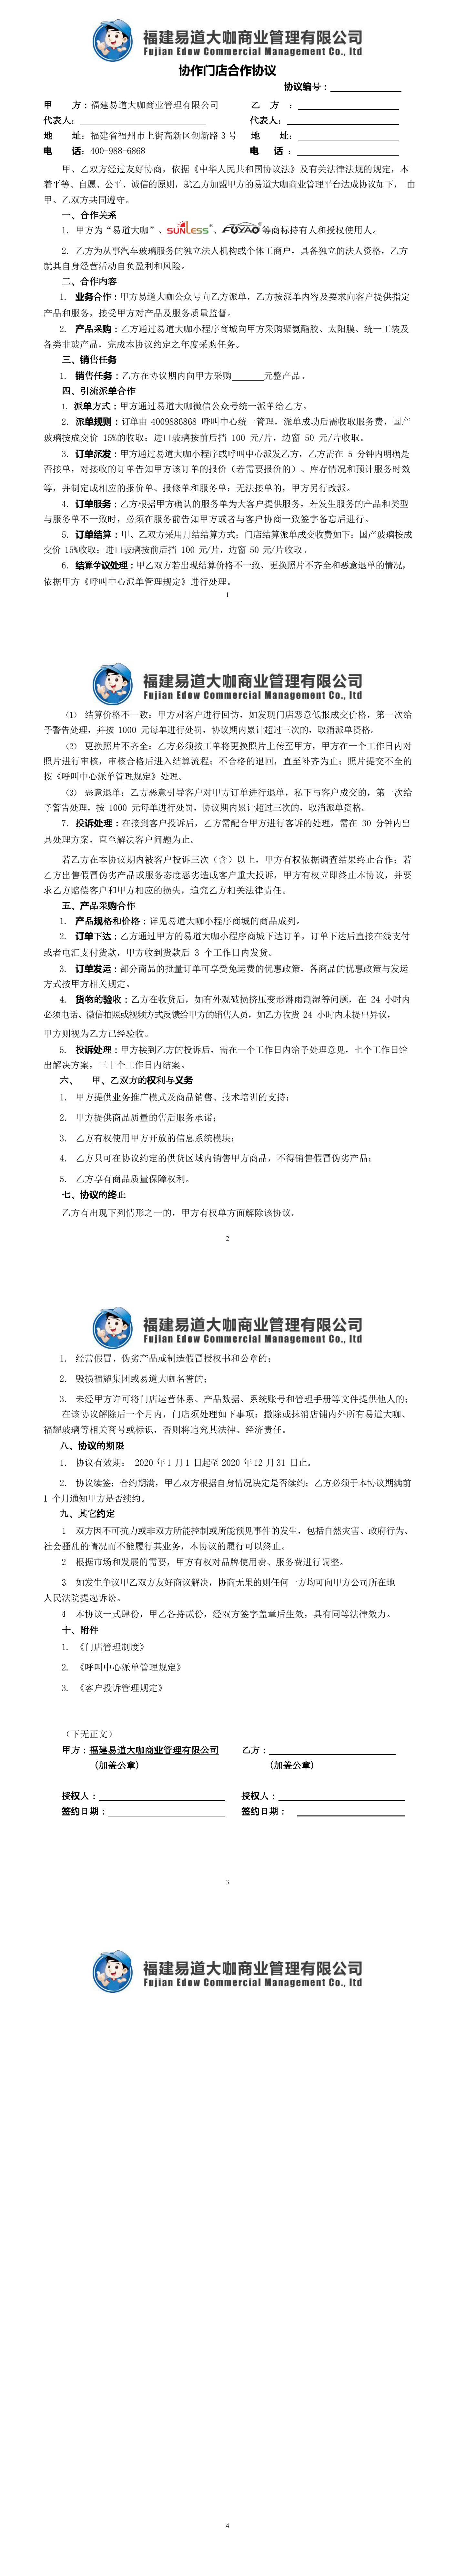 福建易道大咖商业管理有限公司
Fujian Edow Commercial Management Co., ltd
协作门店合作协议
协议编号：
甲 方：福建易道大咖商业管理有限公司 乙 方 ：
代表人： 代表人：
地 址：福建省福州市上街高新区创新路 3 号 地 址：
电 话：400-988-6868 电 话 ：
甲、乙双方经过友好协商，依据《中华人民共和国协议法》及有关法律法规的规定，本
着平等、自愿、公平、诚信的原则，就乙方加盟甲方的易道大咖商业管理平台达成协议如下， 由
甲、乙双方共同遵守。
一、合作关系
1. 甲方为“易道大咖”、SUNLESS®、FUYAO®等商标持有人和授权使用人。
2. 乙方为从事汽车玻璃服务的独立法人机构或个体工商户，具备独立的法人资格，乙方
就其自身经营活动自负盈利和风险。
二、合作内容
1. 业务合作：甲方易道大咖公众号向乙方派单，乙方按派单内容及要求向客户提供指定
产品和服务，接受甲方对产品及服务质量监督。
2. 产品采购：乙方通过易道大咖小程序商城向甲方采购聚氨酯胶、太阳膜、统一工装及
各类非玻产品，完成本协议约定之年度采购任务。
三、销售任务
1. 销售任务：乙方在协议期内向甲方采购 元整产品。
四、引流派单合作
1. 派单方式：甲方通过易道大咖微信公众号统一派单给乙方。
2. 派单规则：订单由 4009886868 呼叫中心统一管理，派单成功后需收取服务费，国产
玻璃按成交价 15%的收取；进口玻璃按前后挡 100 元/片，边窗 50 元/片收取。
3. 订单派发：甲方通过易道大咖小程序或呼叫中心派发乙方，乙方需在 5 分钟内明确是
否接单，对接收的订单告知甲方该订单的报价（若需要报价的）、库存情况和预计服务时效
等，并制定成相应的报价单、报修单和服务单；无法接单的，甲方另行改派。
4. 订单服务：乙方根据甲方确认的服务单为大客户提供服务，若发生服务的产品和类型
与服务单不一致时，必须在服务前告知甲方或者与客户协商一致签字备忘后进行。
5. 订单结算：甲、乙双方采用月结结算方式；门店结算派单成交收费如下：国产玻璃按成
交价 15%收取；进口玻璃按前后挡 100 元/片，边窗 50 元/片收取。
6. 结算争议处理：甲乙双方若出现结算价格不一致、更换照片不齐全和恶意退单的情况，
依据甲方《呼叫中心派单管理规定》进行处理。
1
福建易道大咖商业管理有限公司
Fujian Edow Commercial Management Co., ltd
（1） 结算价格不一致：甲方对客户进行回访，如发现门店恶意低报成交价格，第一次给
予警告处理，并按 1000 元每单进行处罚，协议期内累计超过三次的，取消派单资格。
（2） 更换照片不齐全：乙方必须按工单将更换照片上传至甲方，甲方在一个工作日内对
照片进行审核，审核合格后进入结算流程；不合格的退回，直至补齐为止；照片提交不全的
按《呼叫中心派单管理规定》处理。
（3） 恶意退单：乙方恶意引导客户对甲方订单进行退单，私下与客户成交的，第一次给
予警告处理，按 1000 元每单进行处罚，协议期内累计超过三次的，取消派单资格。
7. 投诉处理：在接到客户投诉后，乙方需配合甲方进行客诉的处理，需在 30 分钟内出
具处理方案，直至解决客户问题为止。
若乙方在本协议期内被客户投诉三次（含）以上，甲方有权依据调查结果终止合作；若
乙方出售假冒伪劣产品或服务态度恶劣造成客户重大投诉，甲方有权立即终止本协议，并要
求乙方赔偿客户和甲方相应的损失，追究乙方相关法律责任。
五、产品采购合作
1. 产品规格和价格：详见易道大咖小程序商城的商品成列。
2. 订单下达：乙方通过甲方的易道大咖小程序商城下达订单，订单下达后直接在线支付
或者电汇支付货款，甲方收到货款后 3 个工作日内发货。
3. 订单发运：部分商品的批量订单可享受免运费的优惠政策，各商品的优惠政策与发运
方式按甲方相关规定。
4. 货物的验收：乙方在收货后，如有外观破损挤压变形淋雨潮湿等问题，在 24 小时内
必须电话、微信拍照或视频方式反馈给甲方的销售人员，如乙方收货 24 小时内未提出异议，
甲方则视为乙方已经验收。
5. 投诉处理：甲方接到乙方的投诉后，需在一个工作日内给予处理意见，七个工作日给
出解决方案，三十个工作日内结案。
六、 甲、乙双方的权利与义务
1. 甲方提供业务推广模式及商品销售、技术培训的支持；
2. 甲方提供商品质量的售后服务承诺；
3. 乙方有权使用甲方开放的信息系统模块；
4. 乙方只可在协议约定的供货区域内销售甲方商品，不得销售假冒伪劣产品；
5. 乙方享有商品质量保障权利。
七、协议的终止
乙方有出现下列情形之一的，甲方有权单方面解除该协议。
2
福建易道大咖商业管理有限公司
Fujian Edow Commercial Management Co., ltd
1. 经营假冒、伪劣产品或制造假冒授权书和公章的；
2. 毁损福耀集团或易道大咖名誉的；
3. 未经甲方许可将门店运营体系、产品数据、系统账号和管理手册等文件提供他人的；
在该协议解除后一个月内，门店须处理如下事项：撤除或抹消店铺内外所有易道大咖、
福耀玻璃等相关商号或标识，否则将追究其法律、经济责任。
八、协议的期限
1. 协议有效期： 2020 年 1 月 1 日起至 2020 年 12 月 31 日止。
2. 协议续签：合约期满，甲乙双方根据自身情况决定是否续约；乙方必须于本协议期满前
1 个月通知甲方是否续约。
九、其它约定
1 双方因不可抗力或非双方所能控制或所能预见事件的发生，包括自然灾害、政府行为、
社会骚乱的情况而不能履行其业务，本协议的履行可以终止。
2 根据市场和发展的需要，甲方有权对品牌使用费、服务费进行调整。
3 如发生争议甲乙双方友好商议解决，协商无果的则任何一方均可向甲方公司所在地
人民法院提起诉讼。
4 本协议一式肆份，甲乙各持贰份，经双方签字盖章后生效，具有同等法律效力。
十、附件
1. 《门店管理制度》
2. 《呼叫中心派单管理规定》
3. 《客户投诉管理规定》
（下无正文）
甲方：福建易道大咖商业管理有限公司 乙方：
（加盖公章） （加盖公章）
授权人： 授权人：
签约日期： 签约日期：
3
福建易道大咖商业管理有限公司
Fujian Edow Commercial Management Co., ltd
4